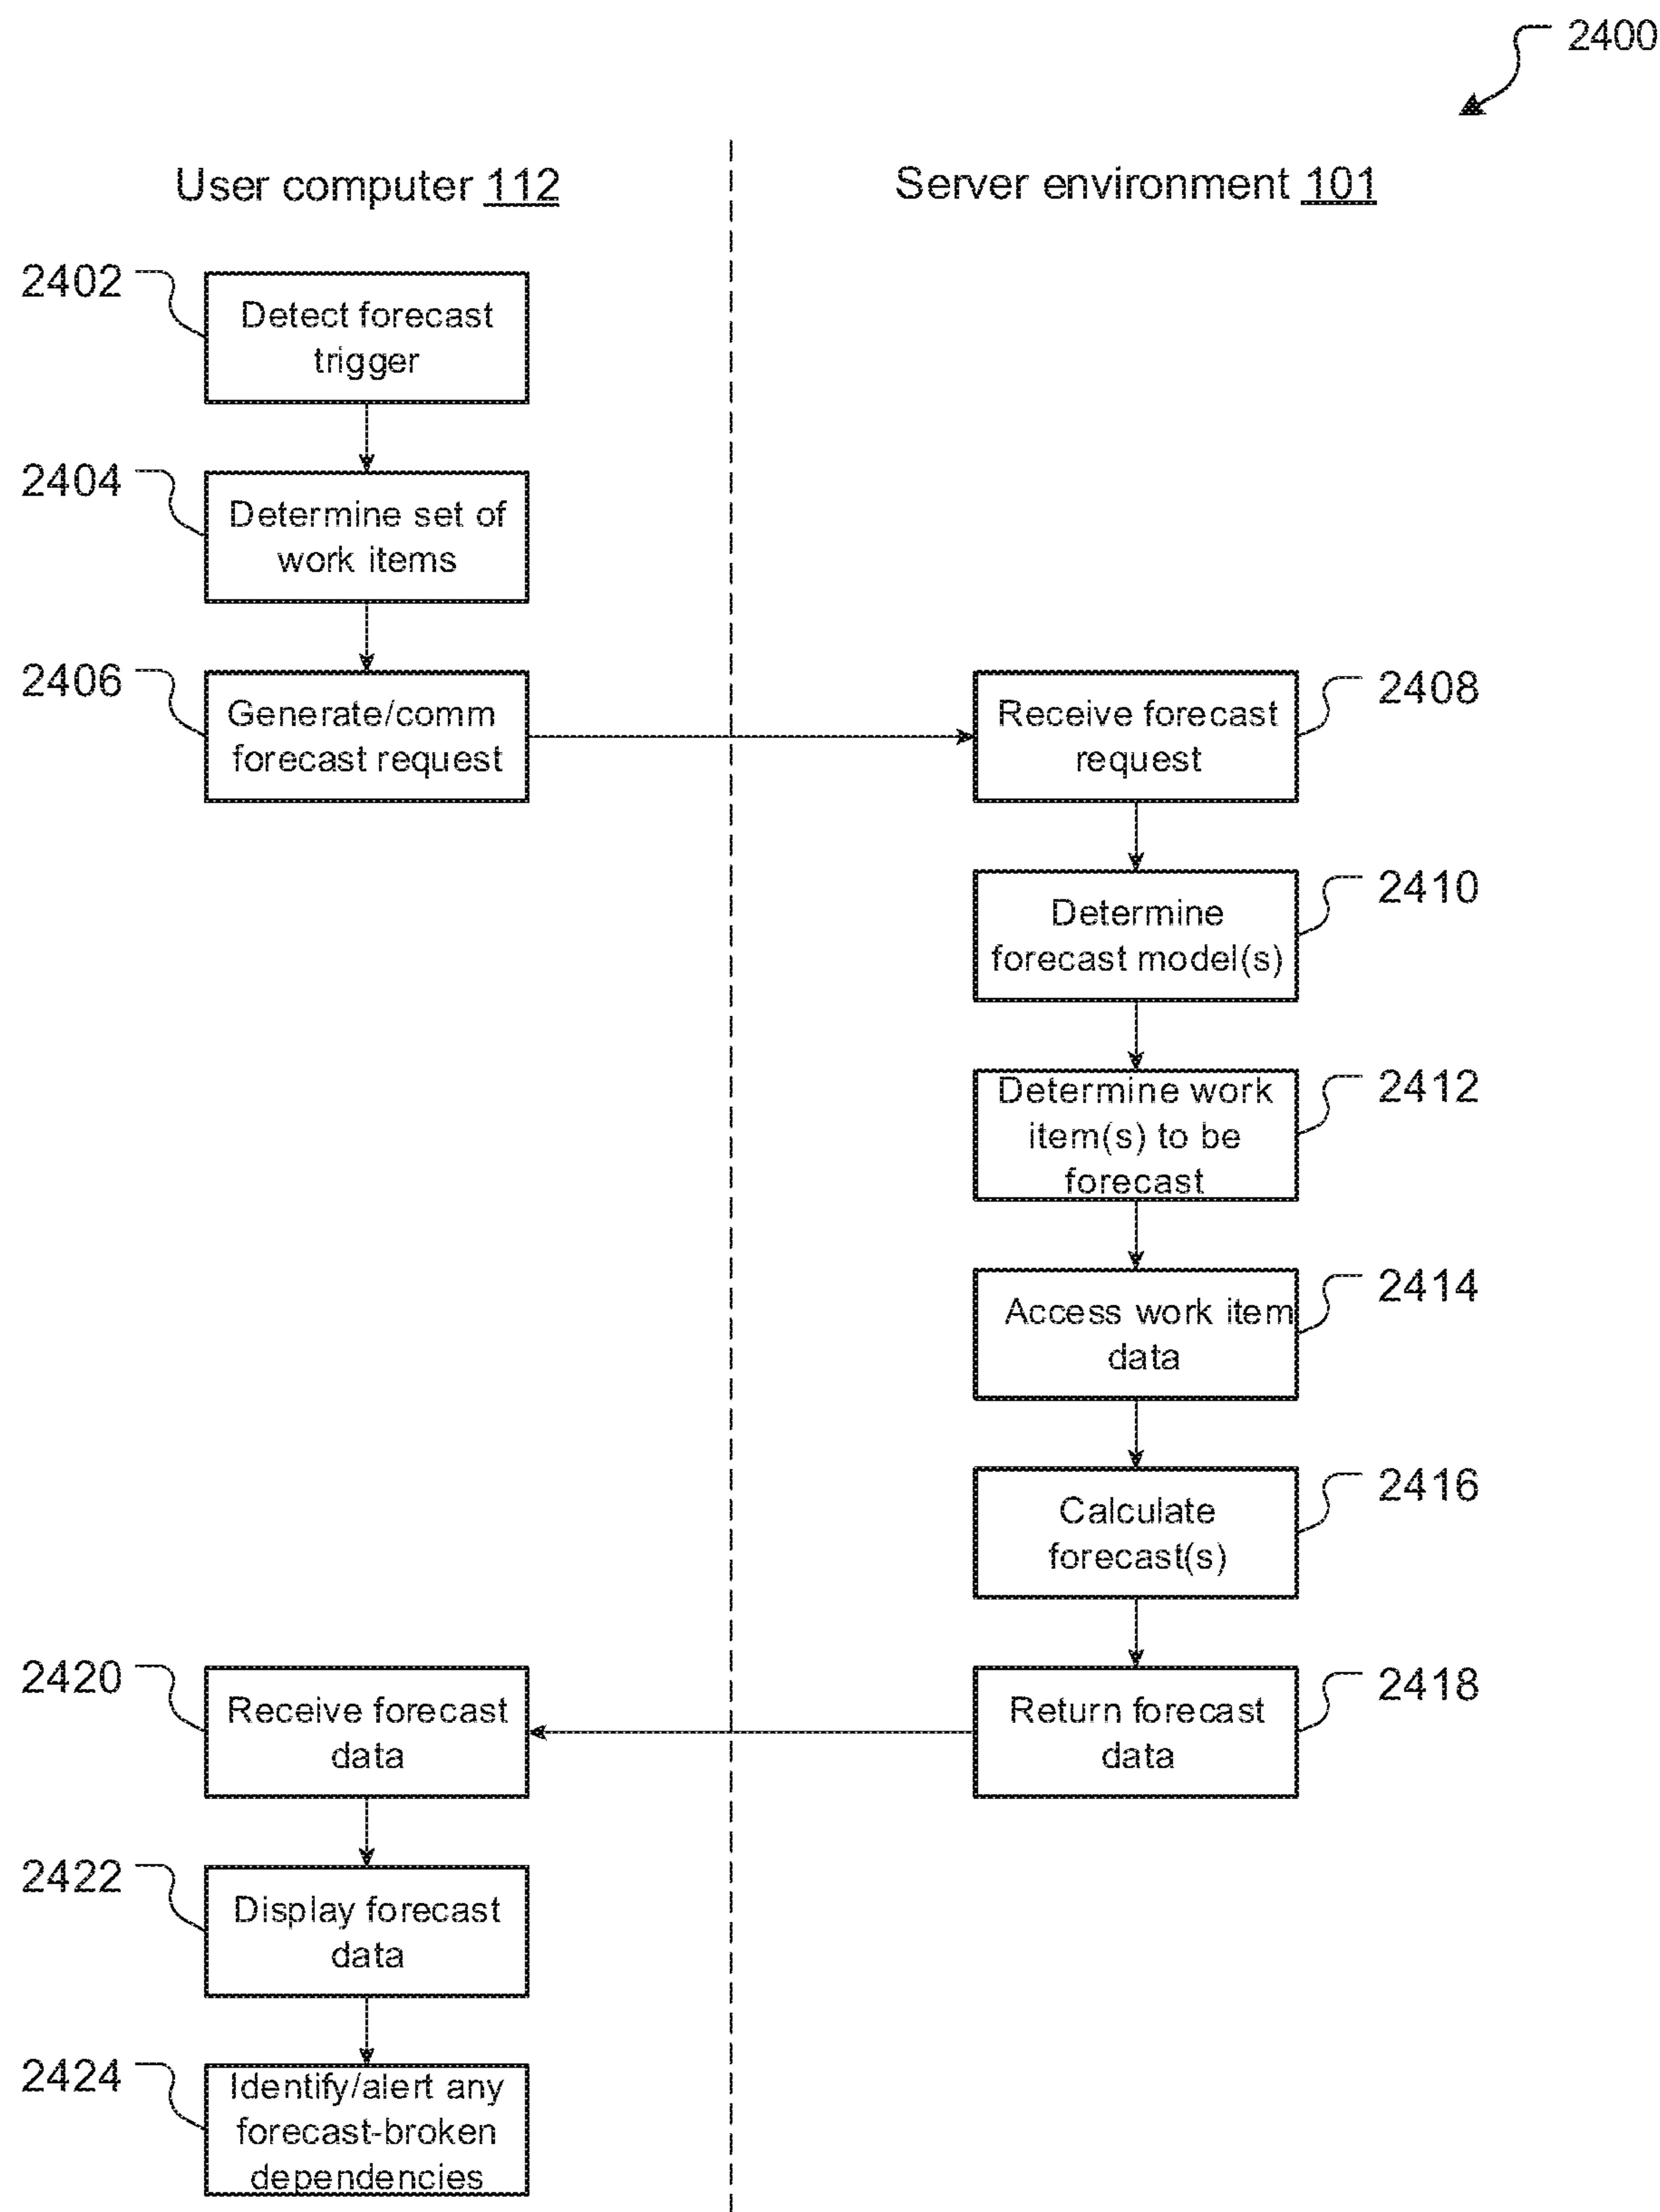 2400
User computer 112
Server environment 101
2402
Detect forecast
trigger
2404
Determine set of
work items
2406
Generate/comm
forecast request
Receive forecast
request
2408
Determine
forecast model(s)
2410
Determine work
item(s) to be
forecast
2412
Access work item
data
2414
Calculate
forecast(s)
2416
Return forecast
data
2418
2420
Receive forecast
data
2422
Display forecast
data
2424
Identify/alert any
forecast-broken
dependencies